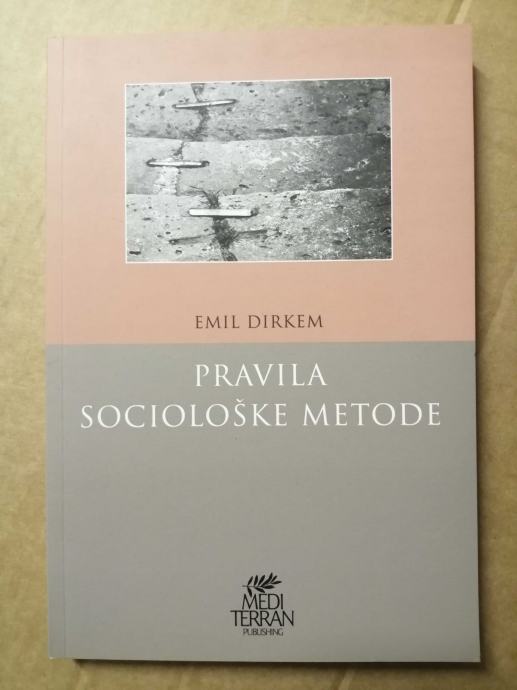 EMIL DIRKEM
PRAVILA
SOCIOLOŠKE METODE
MEDI
TERRAN
PUBLISHING